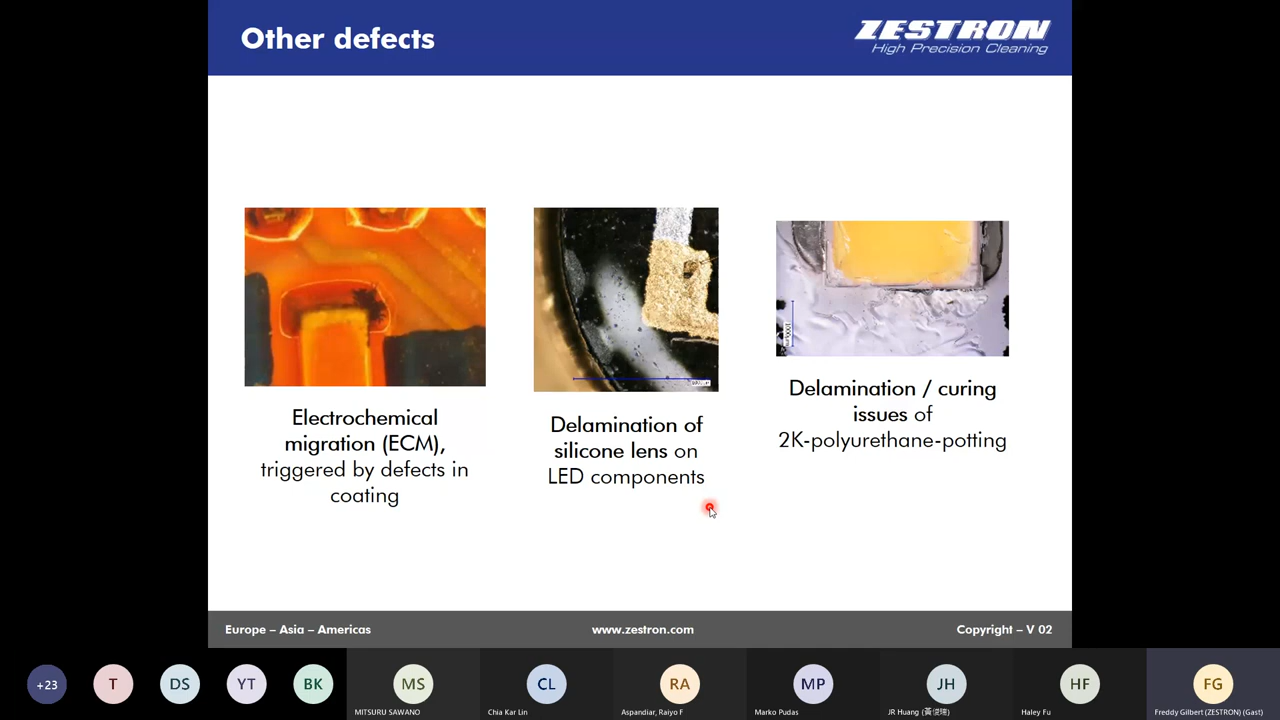 Other defects
ZESTRON
High Precision Cleaning
Electrochemical
migration (ECM),
triggered by defects in
coating
Delamination of
silicone lens on
LED components
Delamination / curing
issues of
2K-polyurethane-potting
Europe – Asia – Americas
www.zestron.com
Copyright – V 02
+23
T
DS
YT
BK
MS
CL
RA
MP
JH
HF
FG
MITSURU SAWANO
Chia Kar Lin
Aspandiar, Raiyo F
Marko Pudas
JR Huang
Haley Fu
Freddy Gilbert (ZESTRON) (Gast)